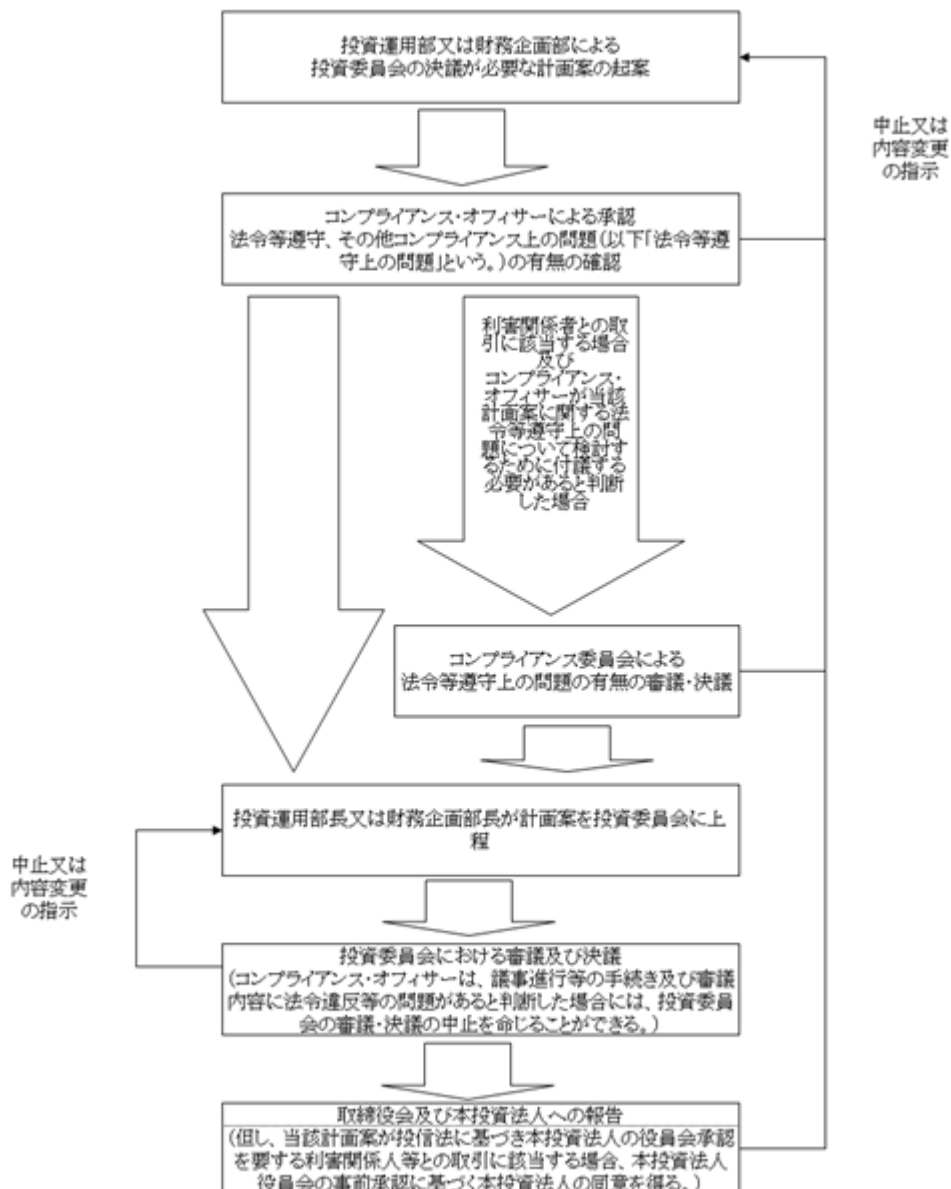 投資運用部又は財務企画部による
投資委員会の決議が必要な計画案の起案
中止又は
内容変更
の指示
コンプライアンス・オフィサーによる承認
法令等遵守、その他コンプライアンス上の問題(以下「法令等遵
守上の問題」という。)の有無の確認
利害関係者との取
引に該当する場合
及び
コンプライアンス・
オフィサーが当該
計画案に関する法
令等遵守上の問
題について検討す
るために付議する
必要があると判断
した場合
コンプライアンス委員会による
法令等遵守上の問題の有無の審議・決議
投資運用部長又は財務企画部長が計画案を投資委員会に上
程
中止又は
内容変更
の指示
投資委員会における審議及び決議
(コンプライアンス・オフィサーは、議事進行等の手続き及び審議
内容に法令違反等の問題があると判断した場合には、投資委員
会の審議・決議の中止を命じることができる。)
取締役会及び本投資法人への報告
(但し、当該計画案が投信法に基づき本投資法人の役員会承認
を要する利害関係人等との取引に該当する場合、本投資法人
役員会の事前承認に基づく本投資法人の同意を得る。)